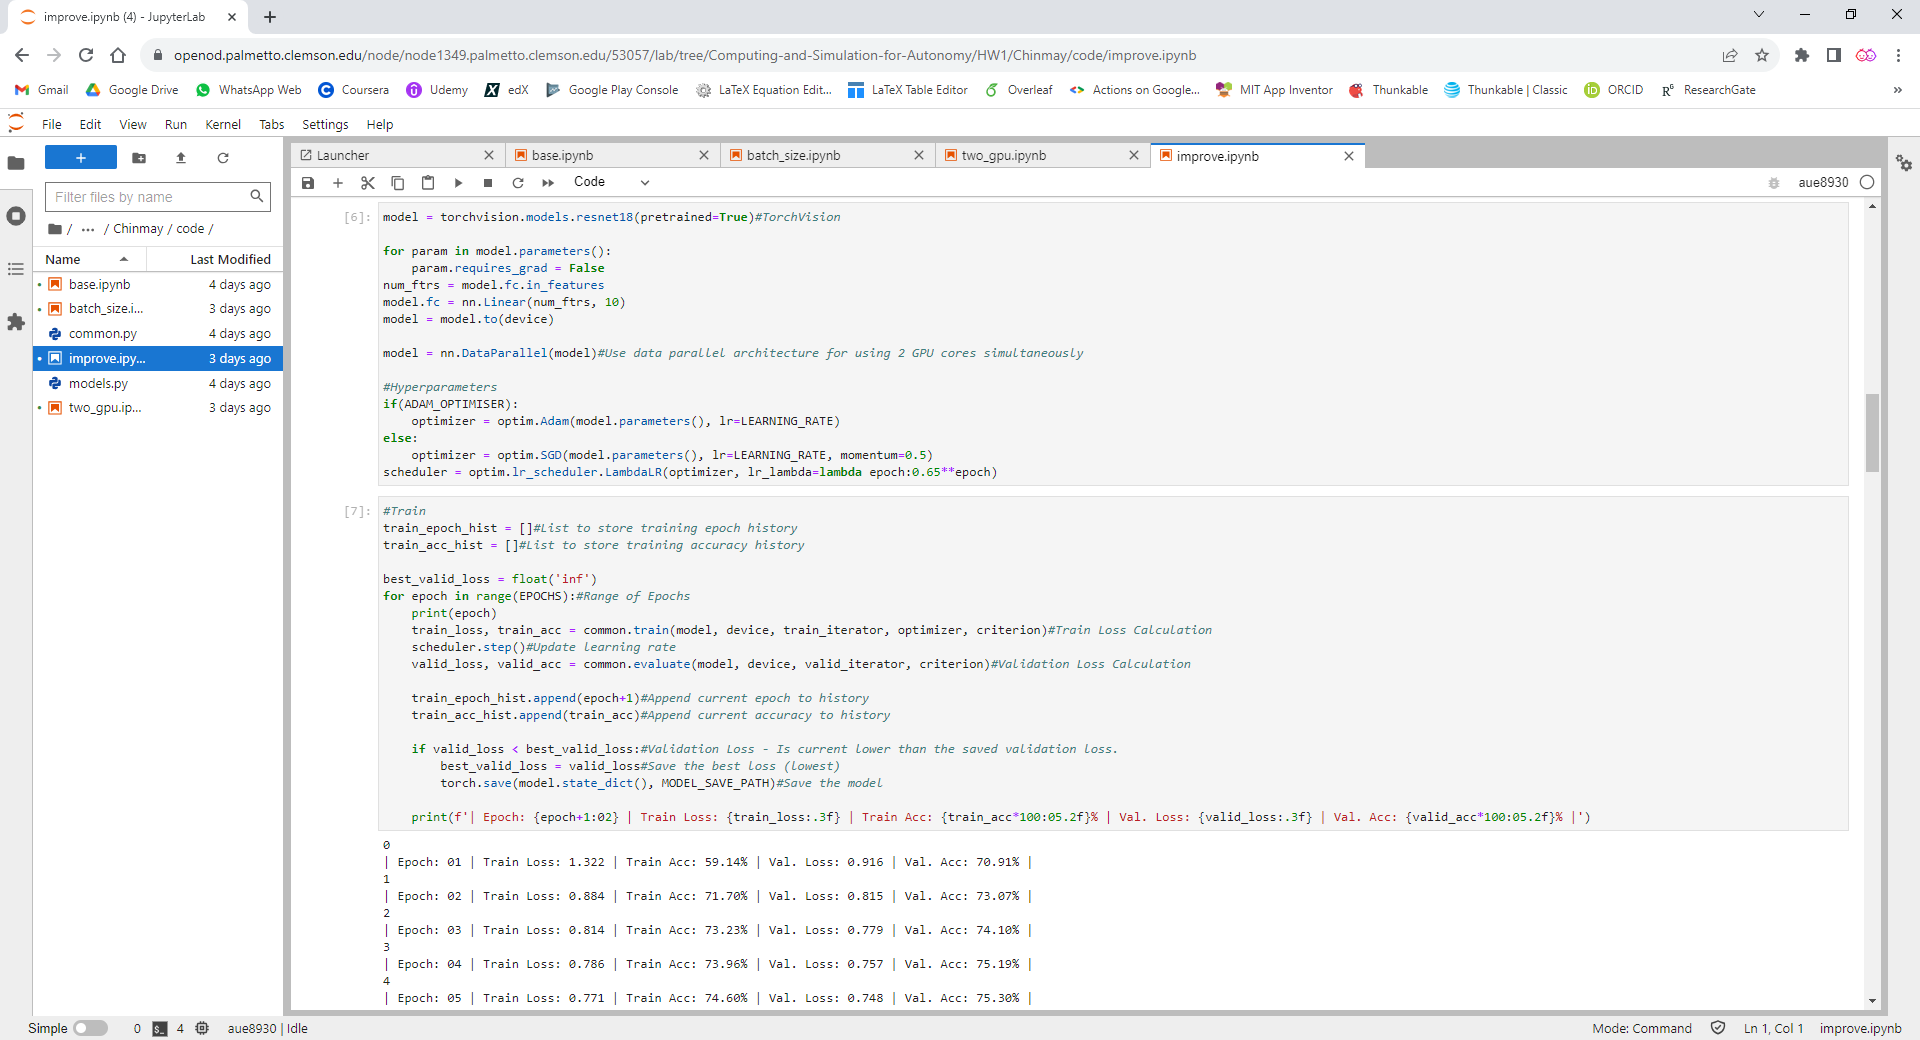 improve.ipynb (4) - JupyterLab
openod.palmetto.clemson.edu/node/node1349.palmetto.clemson.edu/53057/lab/tree/Computing-and-Simulation-for-Autonomy/HW1/Chinmay/code/improve.ipynb
Gmail Google Drive WhatsApp Web Coursera Udemy edX Google Play Console LaTeX Equation Edit... LaTeX Table Editor Overleaf Actions on Google... MIT App Inventor Thunkable Thunkable | Classic ORCID ResearchGate »
File Edit View Run Kernel Tabs Settings Help
Launcher base.ipynb batch_size.ipynb two_gpu.ipynb improve.ipynb
Code aue8930
Filter files by name
/ ... / Chinmay / code /
Name Last Modified
base.ipynb 4 days ago
batch_size.i... 3 days ago
common.py 4 days ago
improve.ipy... 3 days ago
models.py 4 days ago
two_gpu.ip... 3 days ago
[6]: model = torchvision.models.resnet18(pretrained=True)#TorchVision
for param in model.parameters():
    param.requires_grad = False
num_ftrs = model.fc.in_features
model.fc = nn.Linear(num_ftrs, 10)
model = model.to(device)
model = nn.DataParallel(model)#Use data parallel architecture for using 2 GPU cores simultaneously
#Hyperparameters
if(ADAM_OPTIMISER):
    optimizer = optim.Adam(model.parameters(), lr=LEARNING_RATE)
else:
    optimizer = optim.SGD(model.parameters(), lr=LEARNING_RATE, momentum=0.5)
scheduler = optim.lr_scheduler.LambdaLR(optimizer, lr_lambda=lambda epoch:0.65**epoch)
[7]: #Train
train_epoch_hist = []#List to store training epoch history
train_acc_hist = []#List to store training accuracy history
best_valid_loss = float('inf')
for epoch in range(EPOCHS):#Range of Epochs
    print(epoch)
    train_loss, train_acc = common.train(model, device, train_iterator, optimizer, criterion)#Train Loss Calculation
    scheduler.step()#Update learning rate
    valid_loss, valid_acc = common.evaluate(model, device, valid_iterator, criterion)#Validation Loss Calculation
    train_epoch_hist.append(epoch+1)#Append current epoch to history
    train_acc_hist.append(train_acc)#Append current accuracy to history
    if valid_loss < best_valid_loss:#Validation Loss - Is current lower than the saved validation loss.
        best_valid_loss = valid_loss#Save the best loss (lowest)
        torch.save(model.state_dict(), MODEL_SAVE_PATH)#Save the model
    print(f'| Epoch: {epoch+1:02} | Train Loss: {train_loss:.3f} | Train Acc: {train_acc*100:05.2f}% | Val. Loss: {valid_loss:.3f} | Val. Acc: {valid_acc*100:05.2f}% |')
0
| Epoch: 01 | Train Loss: 1.322 | Train Acc: 59.14% | Val. Loss: 0.916 | Val. Acc: 70.91% |
1
| Epoch: 02 | Train Loss: 0.884 | Train Acc: 71.70% | Val. Loss: 0.815 | Val. Acc: 73.07% |
2
| Epoch: 03 | Train Loss: 0.814 | Train Acc: 73.23% | Val. Loss: 0.779 | Val. Acc: 74.10% |
3
| Epoch: 04 | Train Loss: 0.786 | Train Acc: 73.96% | Val. Loss: 0.757 | Val. Acc: 75.19% |
4
| Epoch: 05 | Train Loss: 0.771 | Train Acc: 74.60% | Val. Loss: 0.748 | Val. Acc: 75.30% |
Simple 0 4 aue8930 | Idle Mode: Command Ln 1, Col 1 improve.ipynb